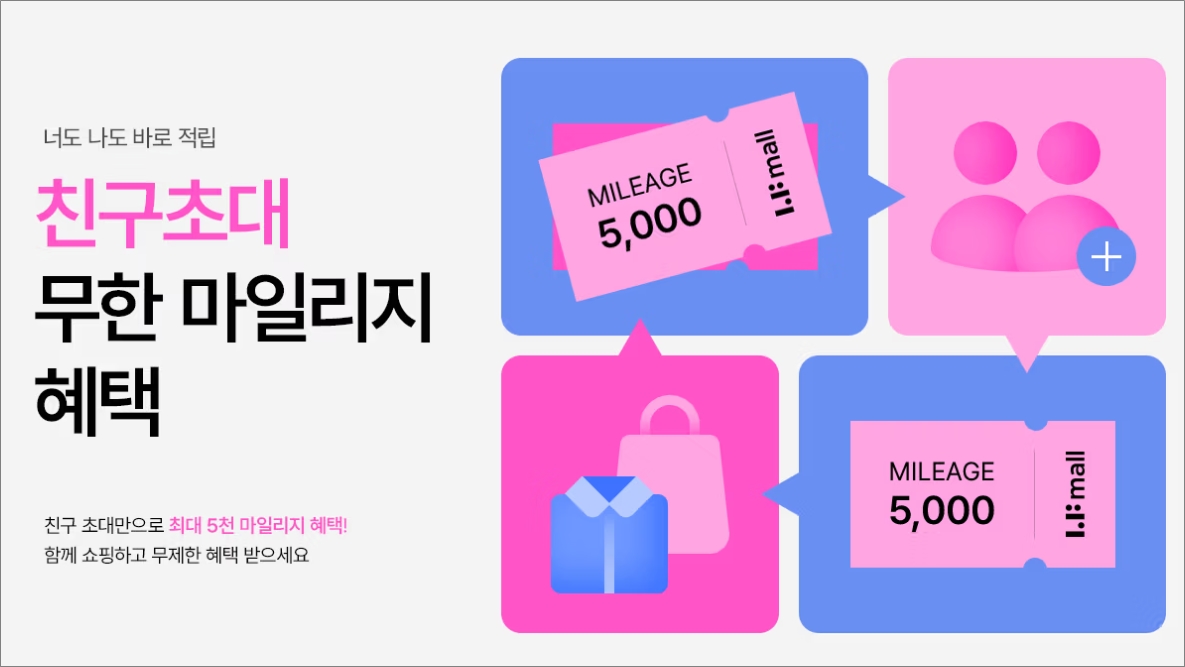 너도 나도 바로 적립
친구초대
무한 마일리지
혜택
친구 초대만으로 최대 5천 마일리지 혜택!
함께 쇼핑하고 무제한 혜택 받으세요
MILEAGE
5,000
mall
MILEAGE
5,000
mall